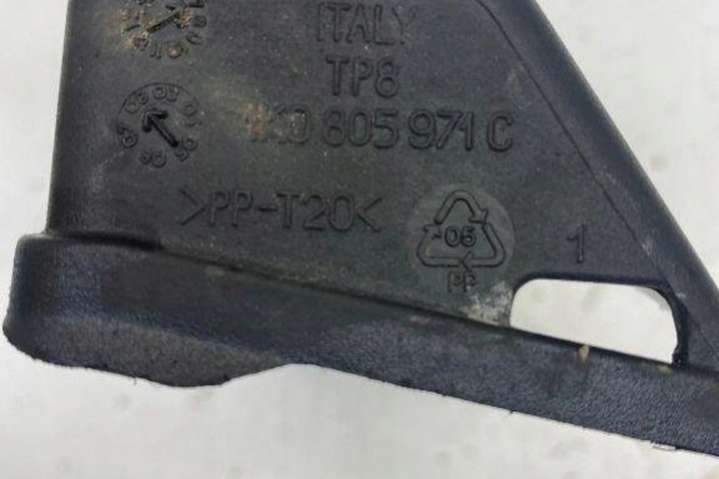 ITALY
TP8
1K0 805 971 C
>PP-T20<
05
PP
1